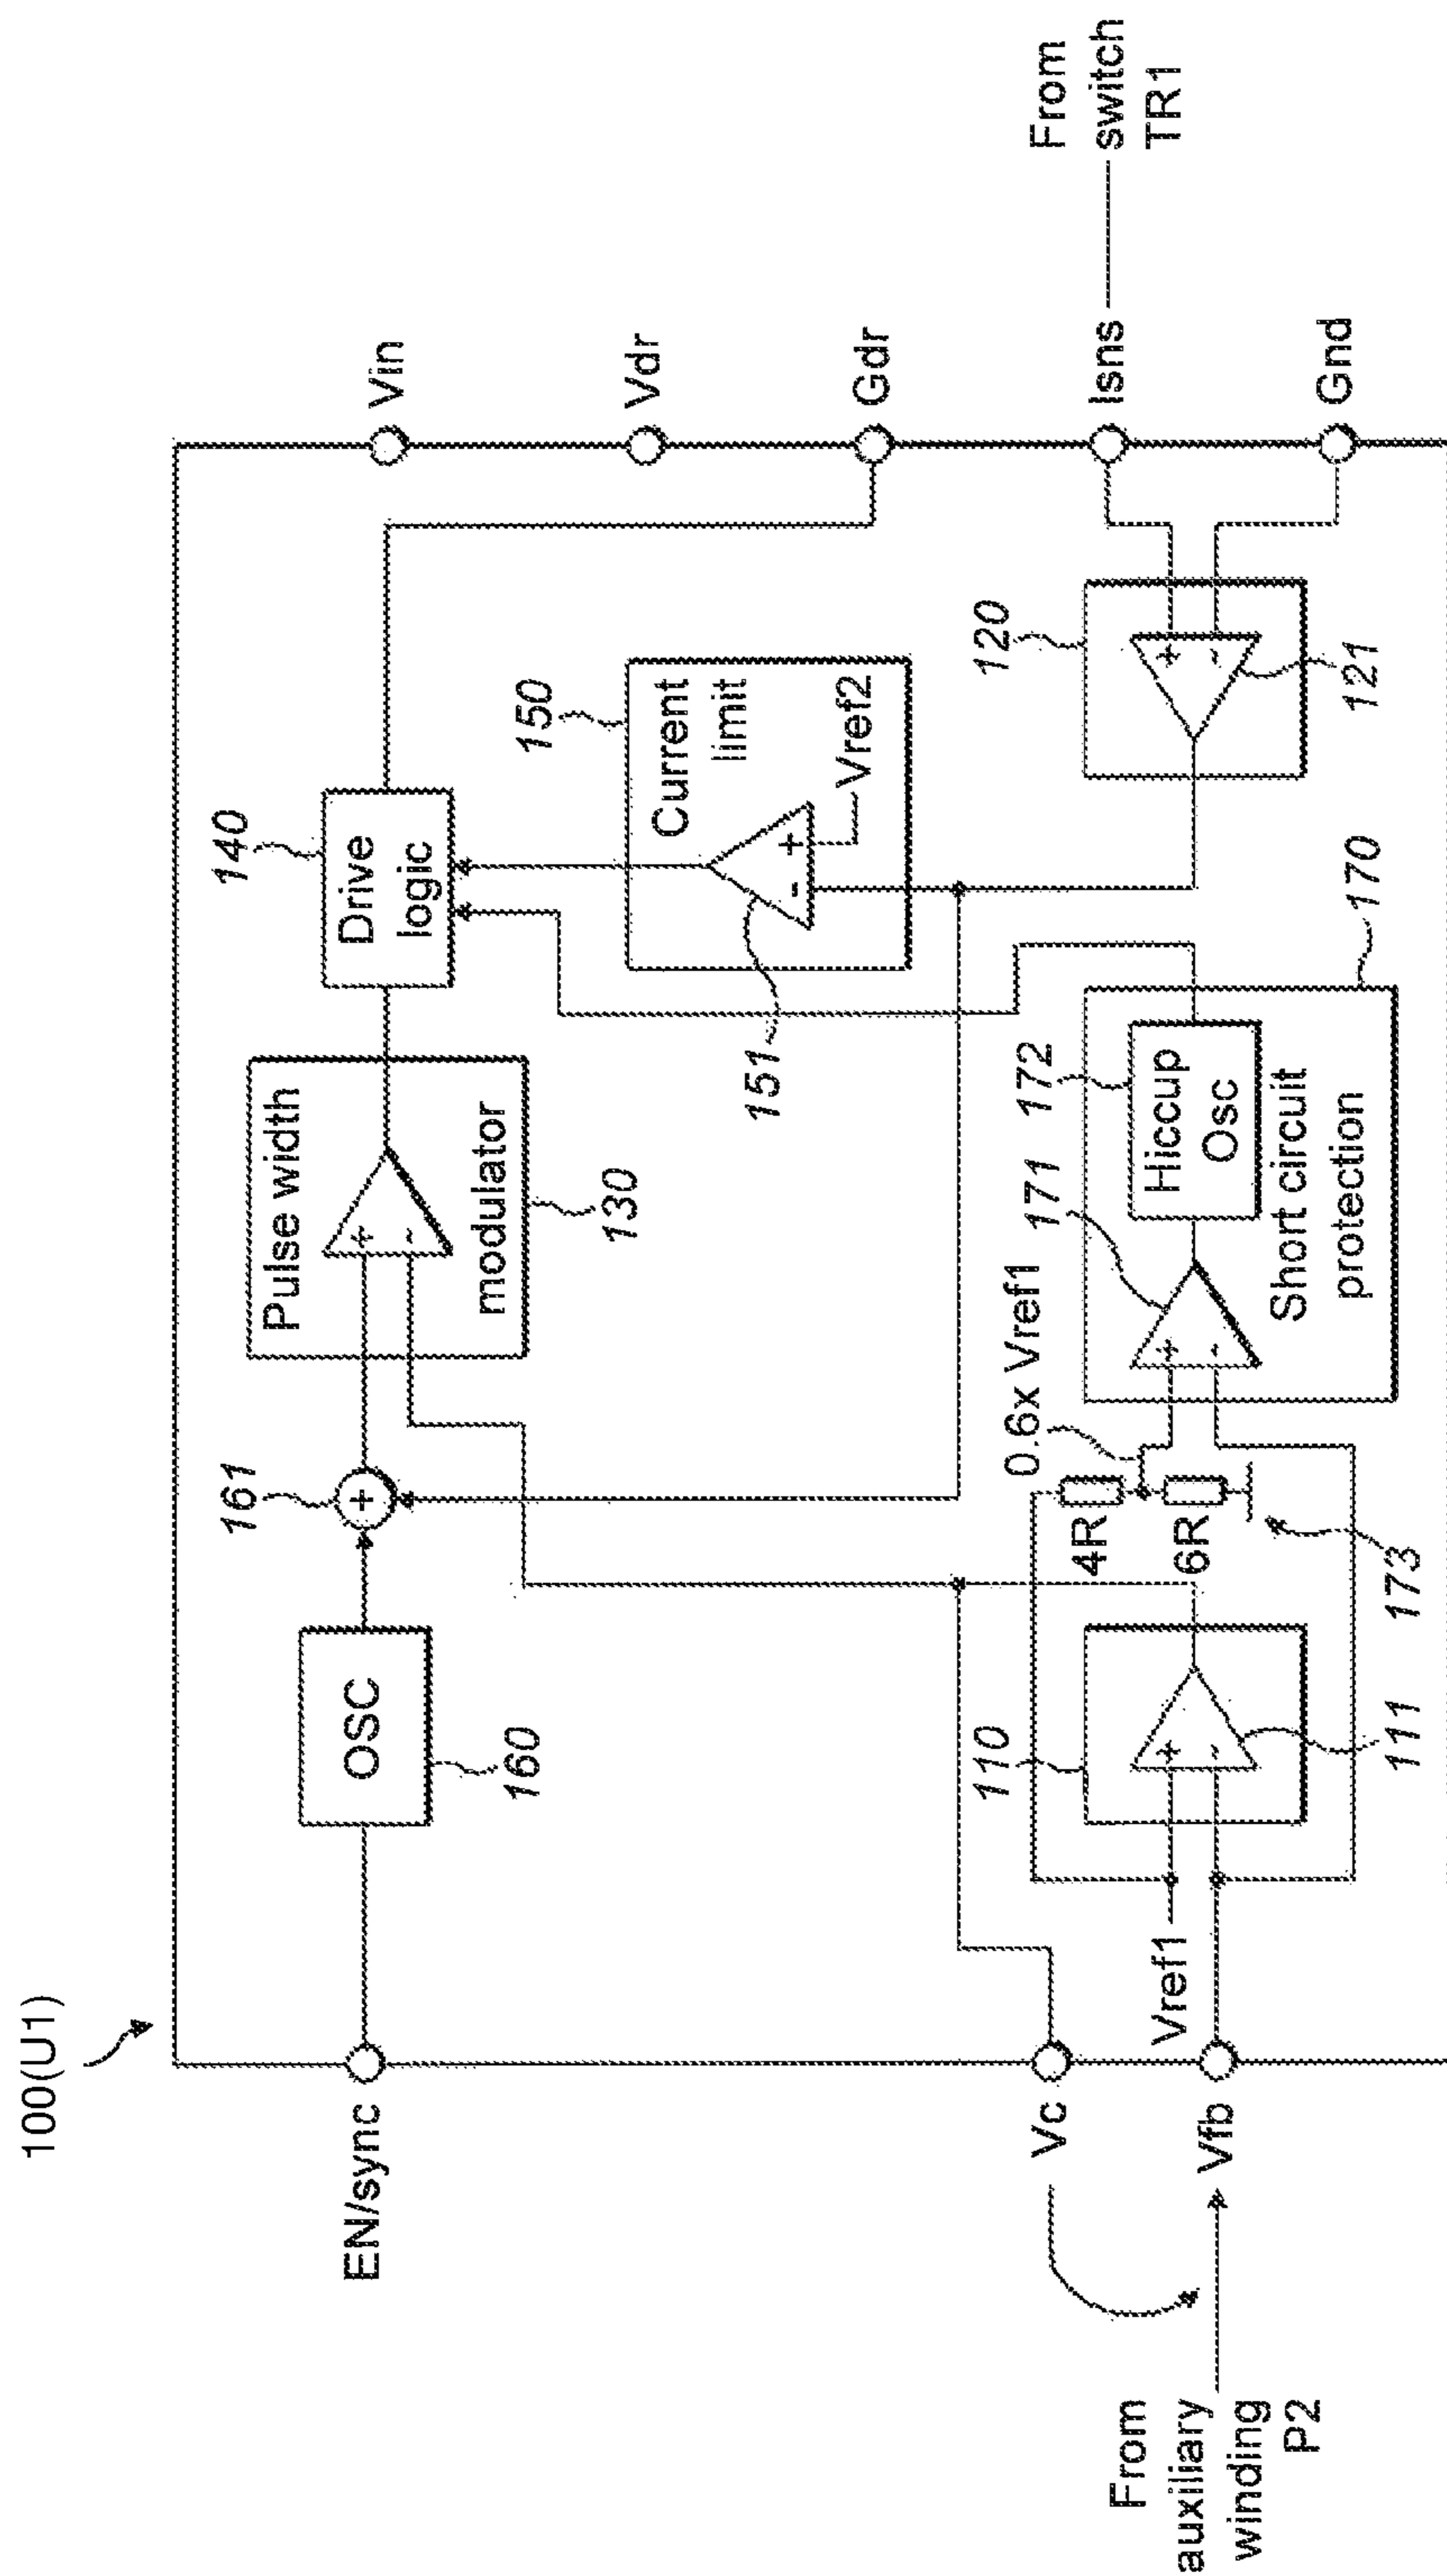 100(U1)
EN/sync
OSC
160
161
+
Pulse width
modulator
+
-
130
140
Drive
logic
Vin
Vdr
Gdr
150
Current
limit
-
+
Vref2
151
Vc
Vfb
From
auxiliary
winding
P2
Vref1
110
+
-
111
4R
6R
173
0.6x Vref1
171
172
+
-
Hiccup
Osc
Short circuit
protection
170
120
+
-
121
Isns
Gnd
From
switch
TR1